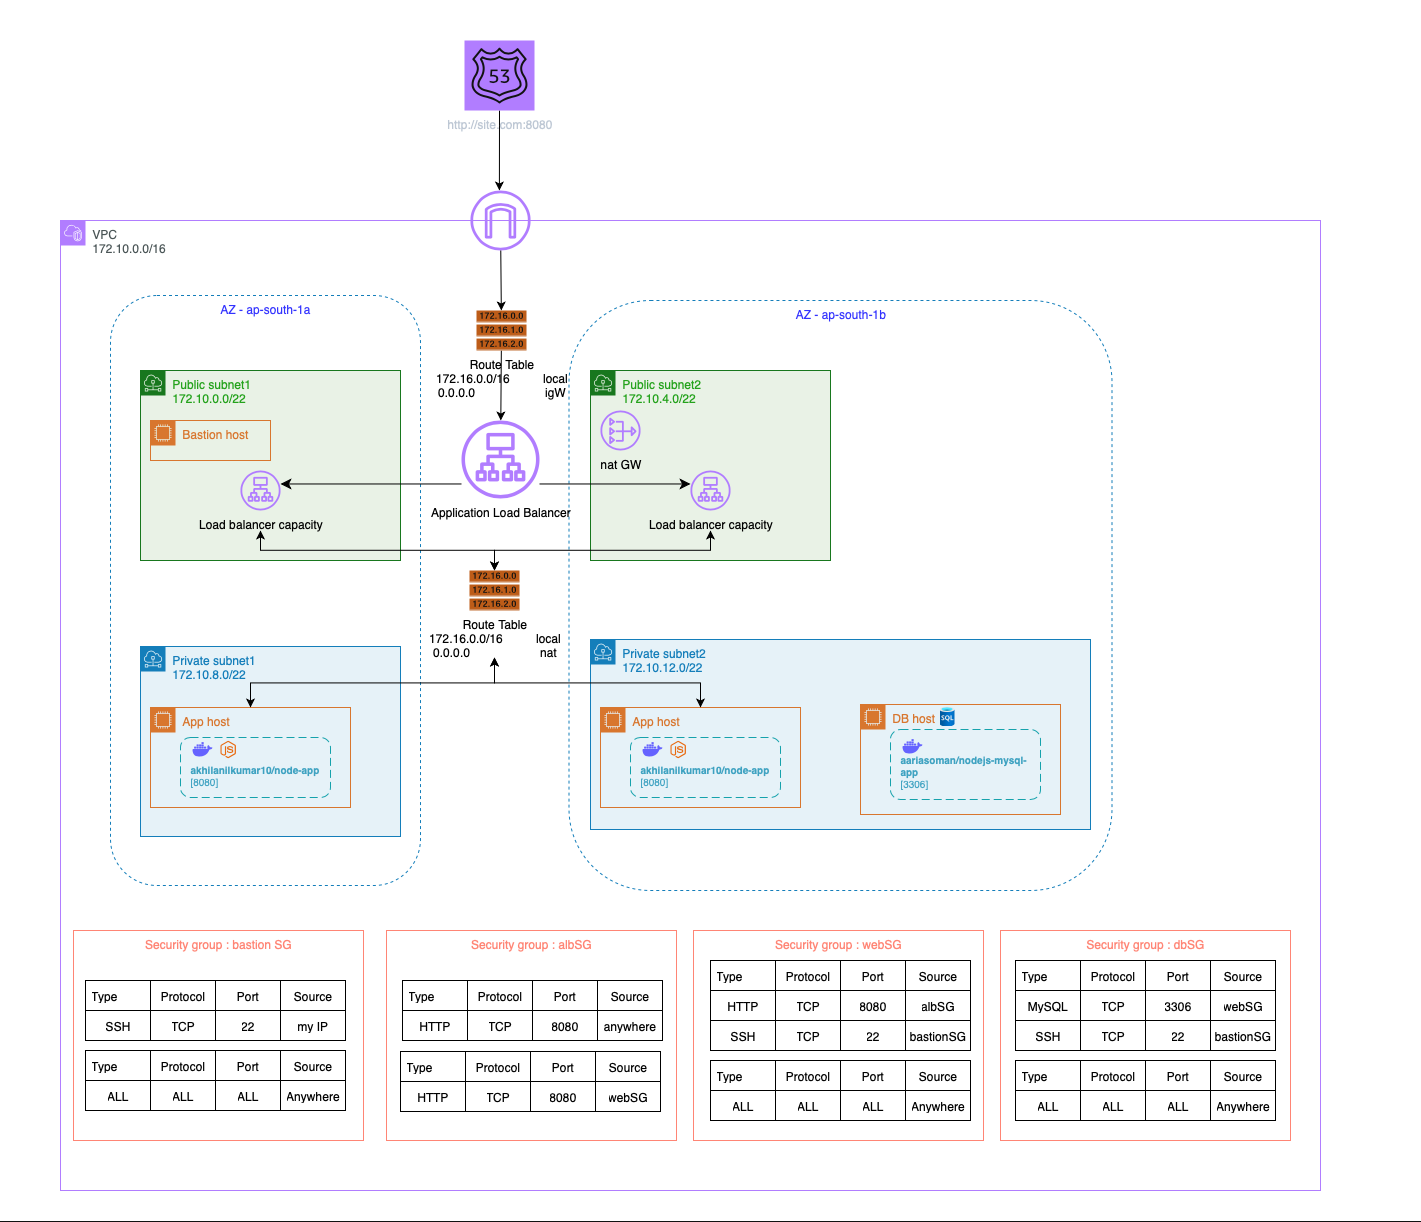 53
http://site.com:8080
VPC
172.10.0.0/16
AZ - ap-south-1a
AZ - ap-south-1b
172.16.0.0
172.16.1.0
172.16.2.0
Route Table
172.16.0.0/16 local
0.0.0.0 igW
Public subnet1
172.10.0.0/22
Bastion host
Load balancer capacity
Application Load Balancer
Public subnet2
172.10.4.0/22
nat GW
Load balancer capacity
172.16.0.0
172.16.1.0
172.16.2.0
Route Table
172.16.0.0/16 local
0.0.0.0 nat
Private subnet1
172.10.8.0/22
App host
JS
akhilanilkumar10/node-app
[8080]
Private subnet2
172.10.12.0/22
App host
JS
akhilanilkumar10/node-app
[8080]
DB host
SQL
aariasoman/nodejs-mysql-
app
[3306]
Security group : bastion SG
Type Protocol Port Source
SSH TCP 22 my IP
Type Protocol Port Source
ALL ALL ALL Anywhere
Security group : albSG
Type Protocol Port Source
HTTP TCP 8080 anywhere
Type Protocol Port Source
HTTP TCP 8080 webSG
Security group : webSG
Type Protocol Port Source
HTTP TCP 8080 albSG
SSH TCP 22 bastionSG
Type Protocol Port Source
ALL ALL ALL Anywhere
Security group : dbSG
Type Protocol Port Source
MySQL TCP 3306 webSG
SSH TCP 22 bastionSG
Type Protocol Port Source
ALL ALL ALL Anywhere